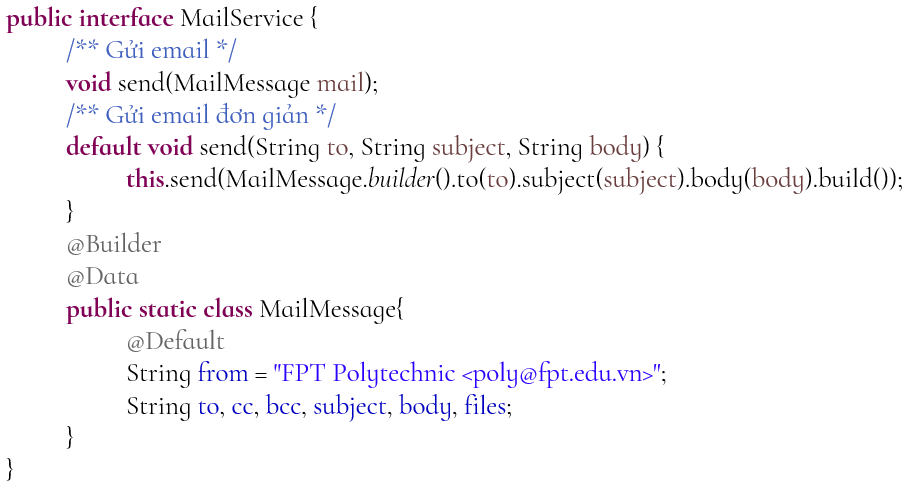 public interface MailService {
/** Gửi email */
void send(MailMessage mail);
/** Gửi email đơn giản */
default void send(String to, String subject, String body) {
this.send(MailMessage.builder().to(to).subject(subject).body(body).build());
}
@Builder
@Data
public static class MailMessage{
@Default
String from = "FPT Polytechnic <poly@fpt.edu.vn>";
String to, cc, bcc, subject, body, files;
}
}